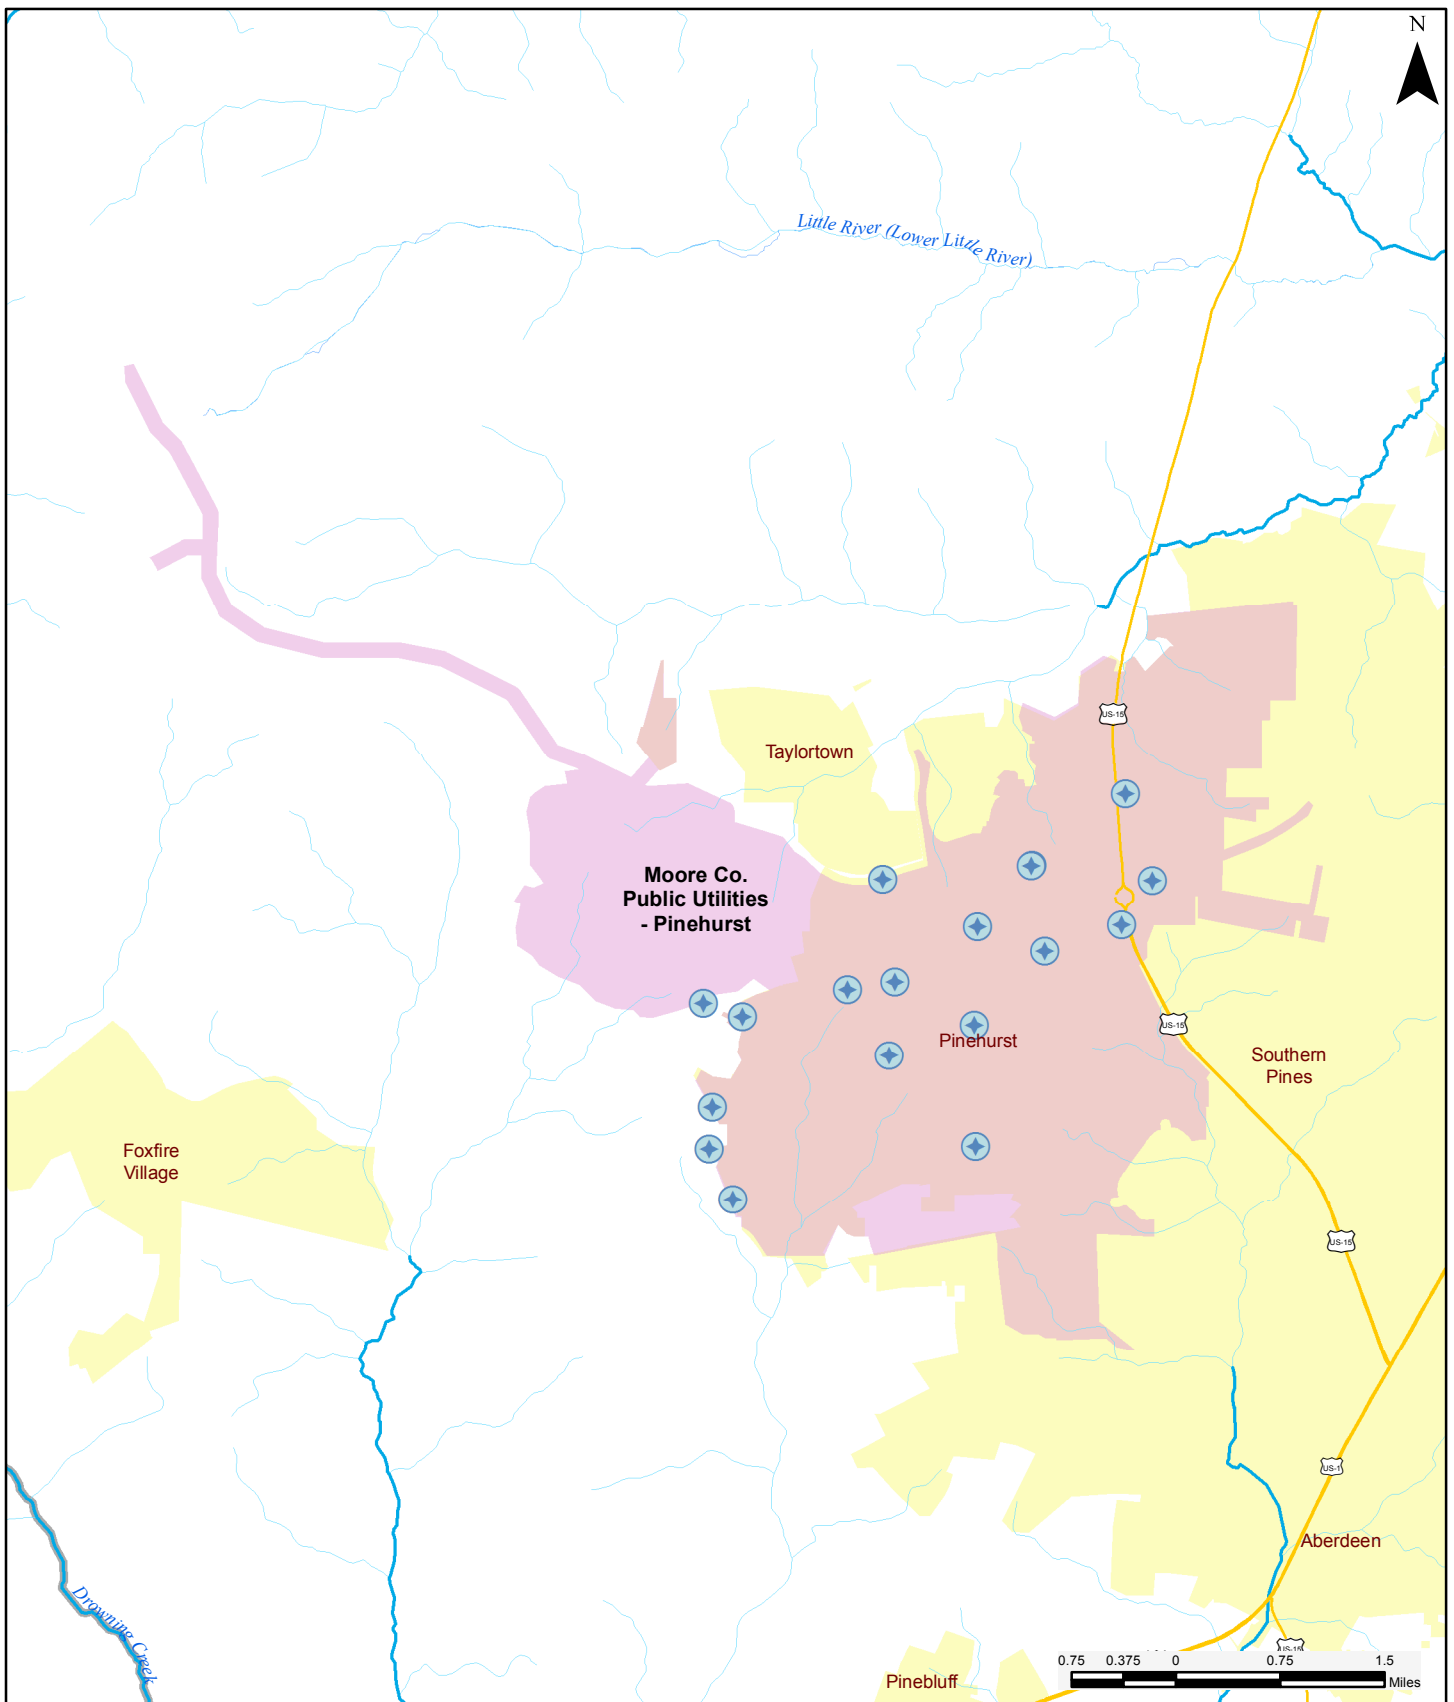 N
Little River (Lower Little River)
US-15
Taylortown
Moore Co.
Public Utilities
- Pinehurst
US-15
Pinehurst
Southern
Pines
Foxfire
Village
US-15
US-1
Aberdeen
Drowning Creek
US-15
0.75 0.375 0 0.75 1.5
Miles
Pinebluff